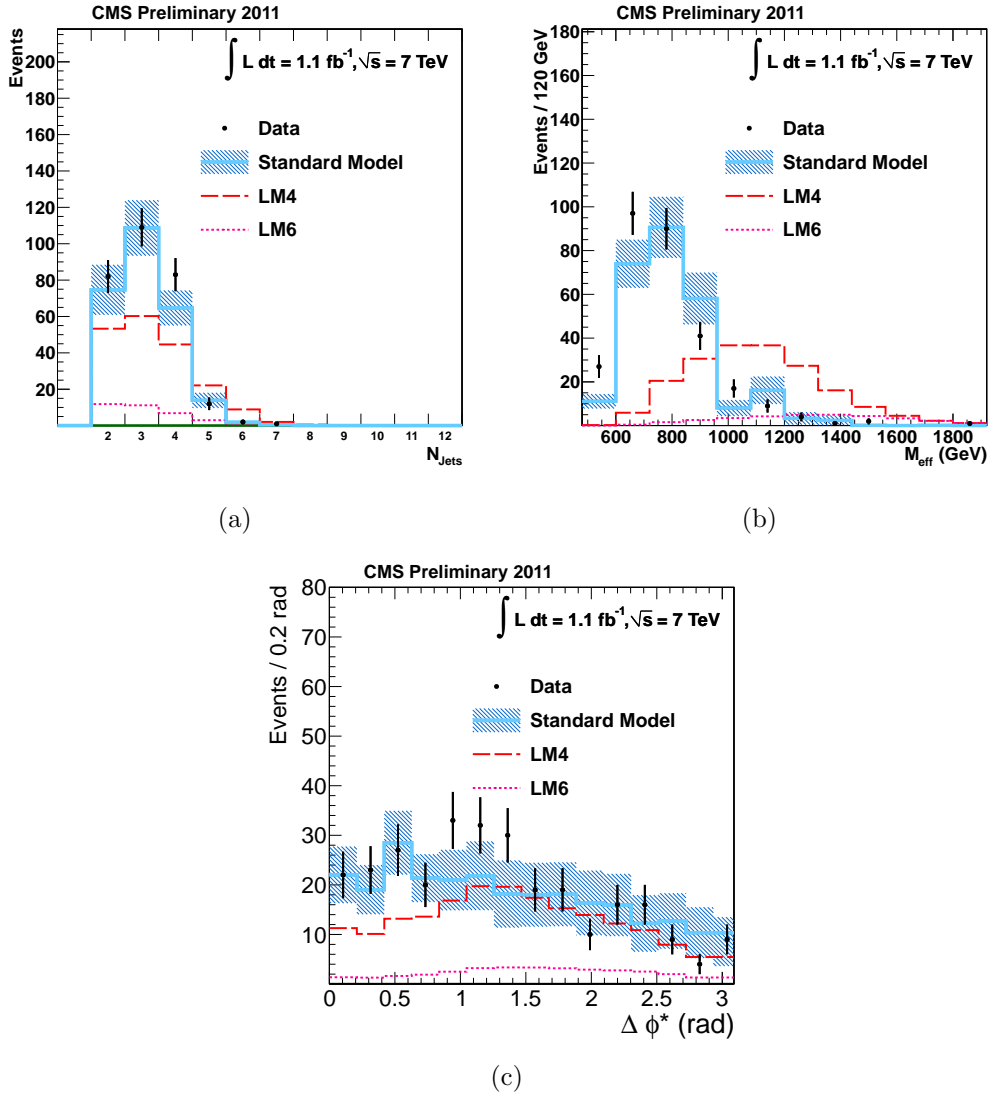 CMS Preliminary 2011
Events
∫ L dt = 1.1 fb⁻¹, √s = 7 TeV
Data
Standard Model
LM4
LM6
200
180
160
140
120
100
80
60
40
20
2 3 4 5 6 7 8 9 10 11 12
N_Jets
(a)
CMS Preliminary 2011
Events / 120 GeV
∫ L dt = 1.1 fb⁻¹, √s = 7 TeV
Data
Standard Model
LM4
LM6
180
160
140
120
100
80
60
40
20
600 800 1000 1200 1400 1600 1800
M_eff (GeV)
(b)
CMS Preliminary 2011
Events / 0.2 rad
∫ L dt = 1.1 fb⁻¹, √s = 7 TeV
Data
Standard Model
LM4
LM6
80
70
60
50
40
30
20
10
0 0.5 1 1.5 2 2.5 3
Δ ϕ* (rad)
(c)